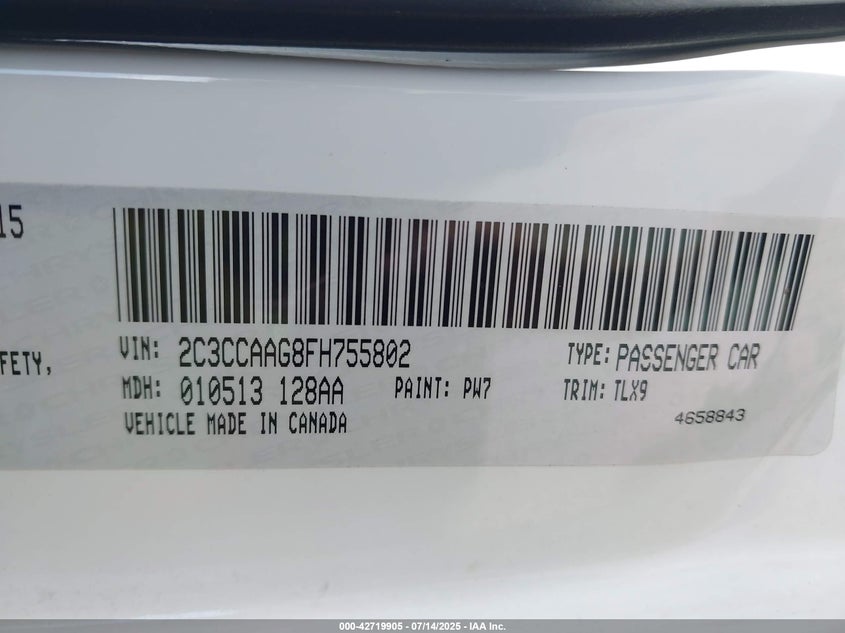 15
FETY,
VIN: 2C3CCAAG8FH755802
TYPE: PASSENGER CAR
MDH: 010513 128AA
PAINT: PW7
TRIM: TLX9
VEHICLE MADE IN CANADA
4658843
000-42719905 - 07/14/2025 - IAA Inc.